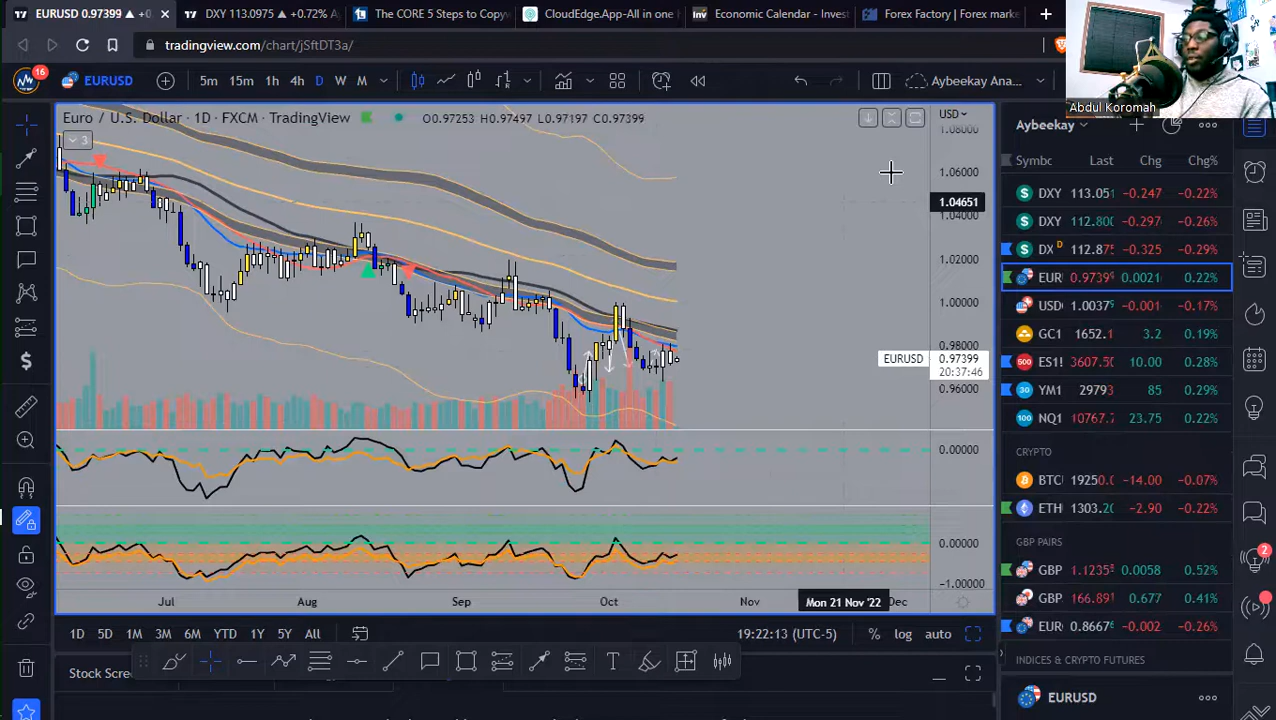 EURUSD 0.97399 ▲ +0
DXY 113.0975 ▲ +0.72% A
The CORE 5 Steps to Copyw
CloudEdge.App-All in one h
Economic Calendar - Invest
Forex Factory | Forex mark
tradingview.com/chart/jSftDT3a/
Abdul Koromah
16
EURUSD
5m 15m 1h 4h D W M
Aybeekay Ana...
Euro / U.S. Dollar · 1D · FXCM · TradingView
O0.97253 H0.97497 L0.97197 C0.97399
3
USD
1.08000
1.06000
1.04651
1.04000
1.02000
1.00000
0.98000
EURUSD 0.97399
20:37:46
0.96000
0.00000
0.00000
−1.00000
Jul Aug Sep Oct Nov Mon 21 Nov '22 Dec
1D 5D 1M 3M 6M YTD 1Y 5Y All
19:22:13 (UTC-5) % log auto
Stock Scre
Aybeekay
Symbc Last Chg Chg%
DXY 113.051 −0.247 −0.22%
DXY 112.800 −0.297 −0.26%
DX D 112.875 −0.325 −0.29%
EUR 0.97399 0.0021 0.22%
USD 1.0037 −0.001 −0.17%
GC1 1652.1 3.2 0.19%
ES1! 3607.50 10.00 0.28%
YM1 29793 85 0.29%
NQ1 10767.7 23.75 0.22%
CRYPTO
BTC 19250.0 −14.00 −0.07%
ETH 1303.20 −2.90 −0.22%
GBP PAIRS
GBP 1.1235 0.0058 0.52%
GBP 166.891 0.677 0.41%
EUR 0.8667 −0.002 −0.26%
INDICES & CRYPTO FUTURES
EURUSD
2